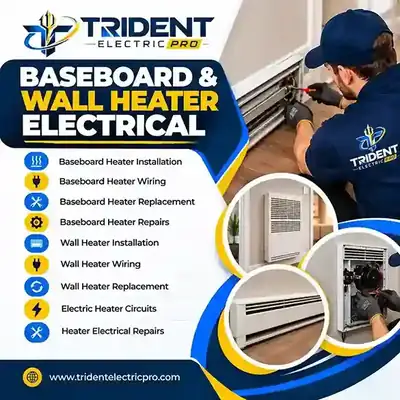 TRIDENT
ELECTRIC PRO
BASEBOARD &
WALL HEATER
ELECTRICAL
Baseboard Heater Installation
Baseboard Heater Wiring
Baseboard Heater Replacement
Baseboard Heater Repairs
Wall Heater Installation
Wall Heater Wiring
Wall Heater Replacement
Electric Heater Circuits
Heater Electrical Repairs
www.tridentelectricpro.com
TRIDENT
ELECTRIC PRO